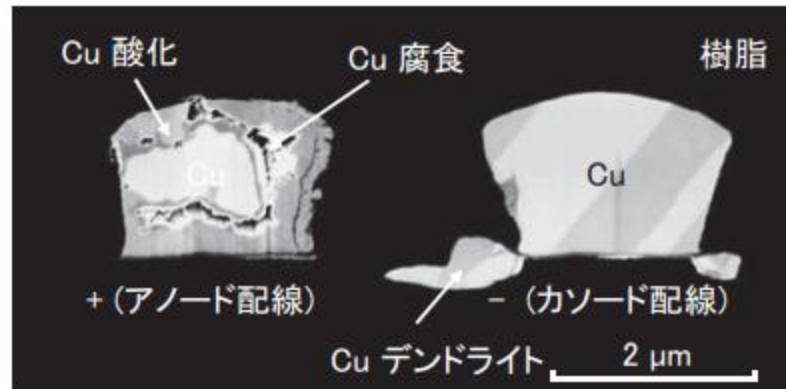 Cu 酸化
Cu 腐食
樹脂
Cu
Cu
+ (アノード配線)
- (カソード配線)
Cu デンドライト
2 μm